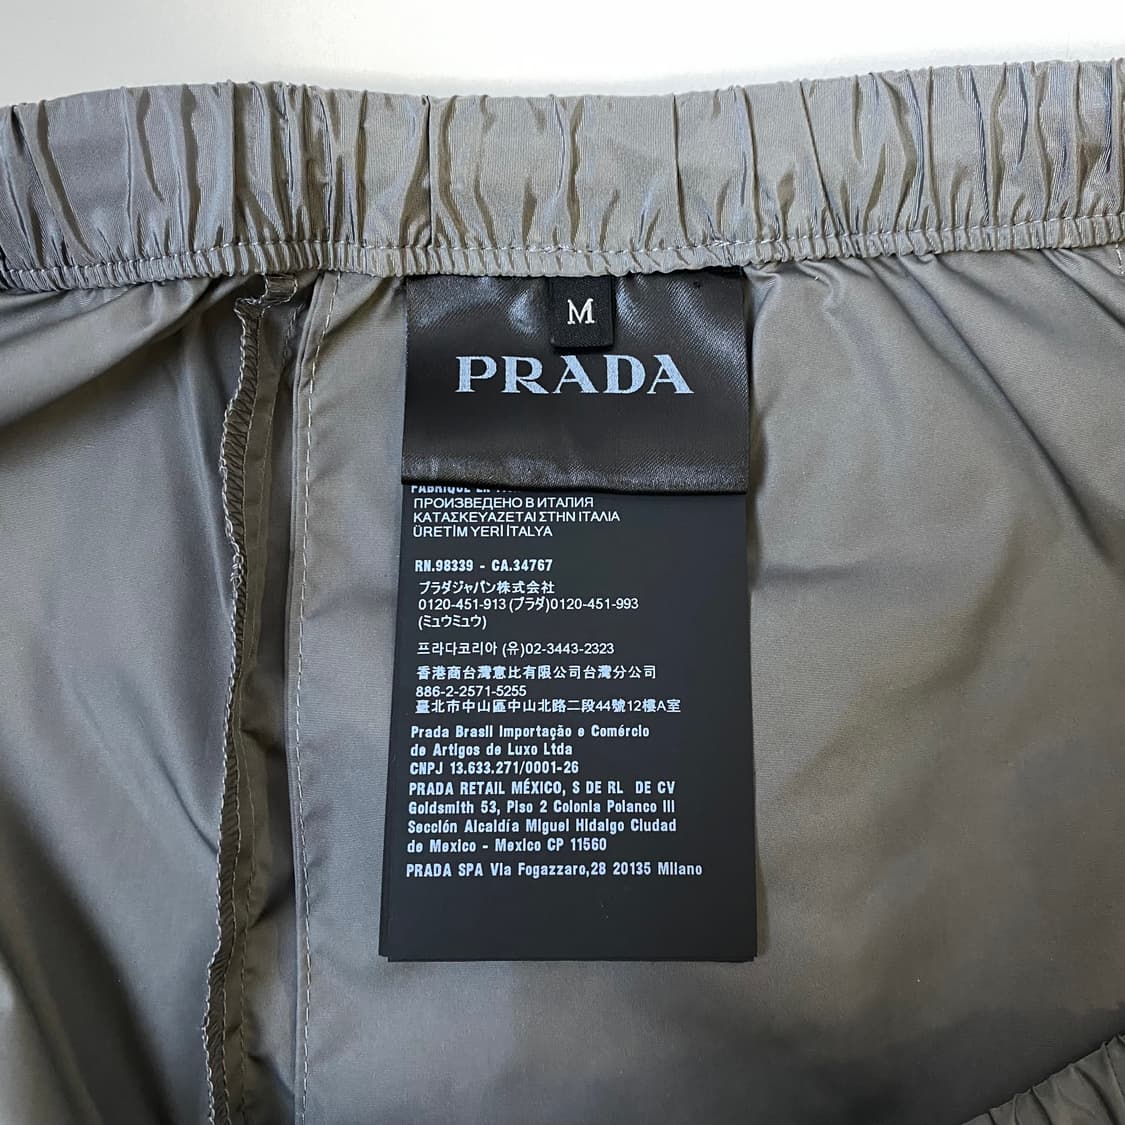 M
PRADA
FABRIQUÉ EN
ПРОИЗВЕДЕНО В ИТАЛИЯ
ΚΑΤΑΣΚΕΥΑΖΕΤΑΙ ΣΤΗΝ ΙΤΑΛΙΑ
ÜRETİM YERİ İTALYA
RN.98339 - CA.34767
プラダジャパン株式会社
0120-451-913 (プラダ)0120-451-993
(ミュウミュウ)
프라다코리아 (유)02-3443-2323
香港商台灣意比有限公司台灣分公司
886-2-2571-5255
臺北市中山區中山北路二段44號12樓A室
Prada Brasil Importação e Comércio
de Artigos de Luxo Ltda
CNPJ 13.633.271/0001-26
PRADA RETAIL MÉXICO, S DE RL DE CV
Goldsmith 53, Piso 2 Colonia Polanco III
Sección Alcaldía Miguel Hidalgo Ciudad
de Mexico - Mexico CP 11560
PRADA SPA Via Fogazzaro,28 20135 Milano